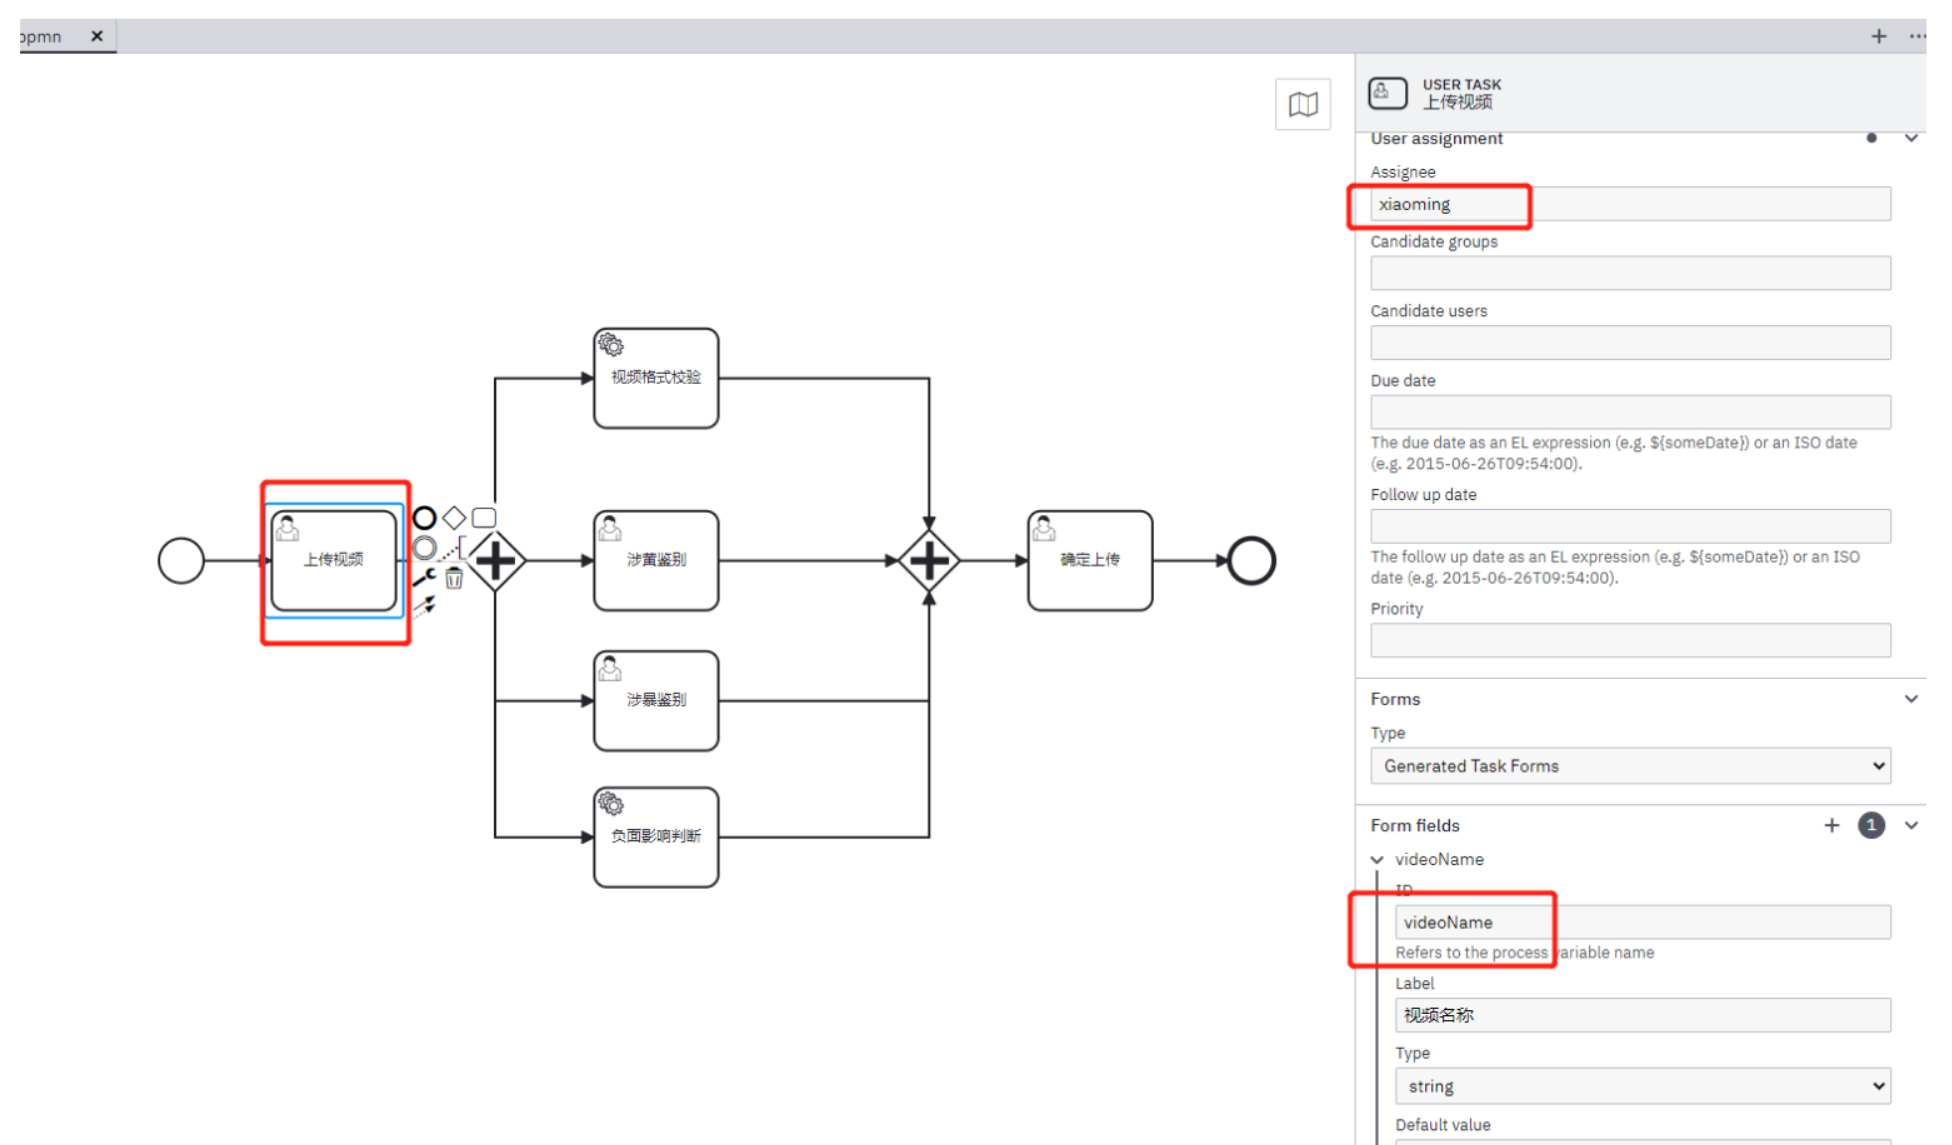 bpmn
USER TASK
上传视频
User assignment
Assignee
xiaoming
Candidate groups
Candidate users
Due date
The due date as an EL expression (e.g. ${someDate}) or an ISO date
(e.g. 2015-06-26T09:54:00).
Follow up date
The follow up date as an EL expression (e.g. ${someDate}) or an ISO
date (e.g. 2015-06-26T09:54:00).
Priority
Forms
Type
Generated Task Forms
Form fields
1
videoName
ID
videoName
Refers to the process variable name
Label
视频名称
Type
string
Default value
视频格式校验
上传视频
涉黄鉴别
确定上传
涉暴鉴别
负面影响判断